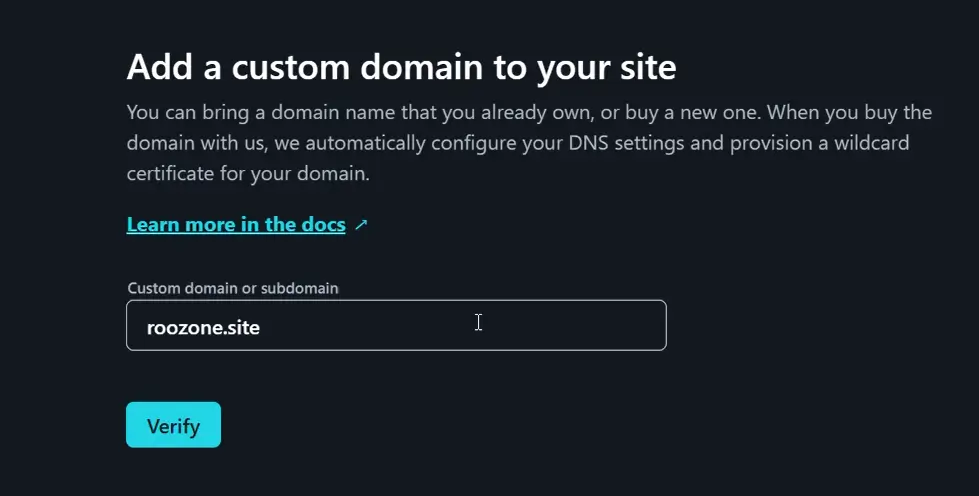 Add a custom domain to your site
You can bring a domain name that you already own, or buy a new one. When you buy the
domain with us, we automatically configure your DNS settings and provision a wildcard
certificate for your domain.
Learn more in the docs ↗
Custom domain or subdomain
roozone.site
Verify